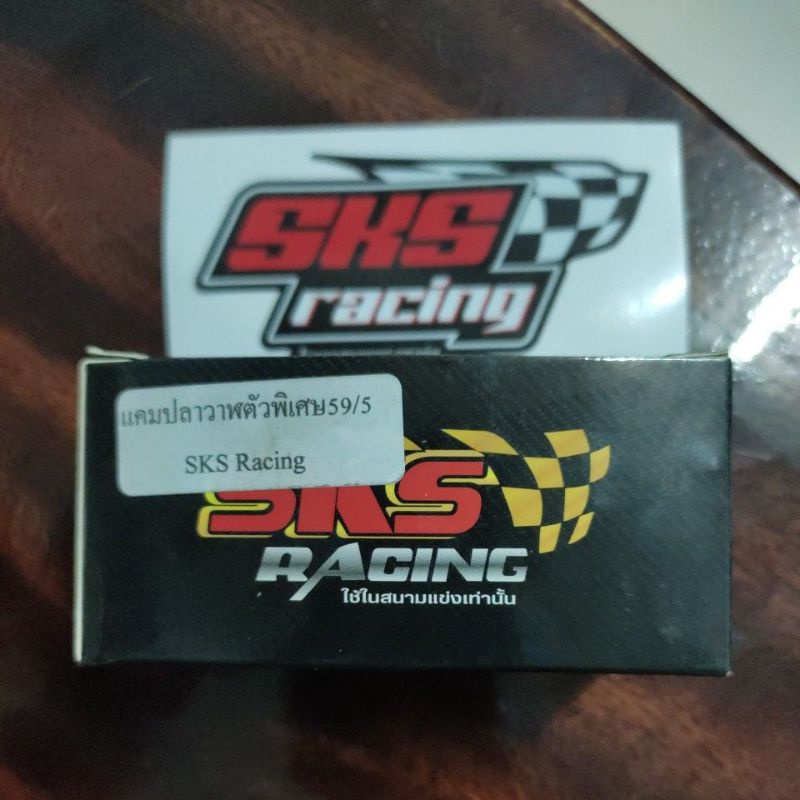 SKS
racing
แคมปลาวาฬตัวพิเศษ59/5
SKS Racing
SKS
RACING
ใช้ในสนามแข่งเท่านั้น